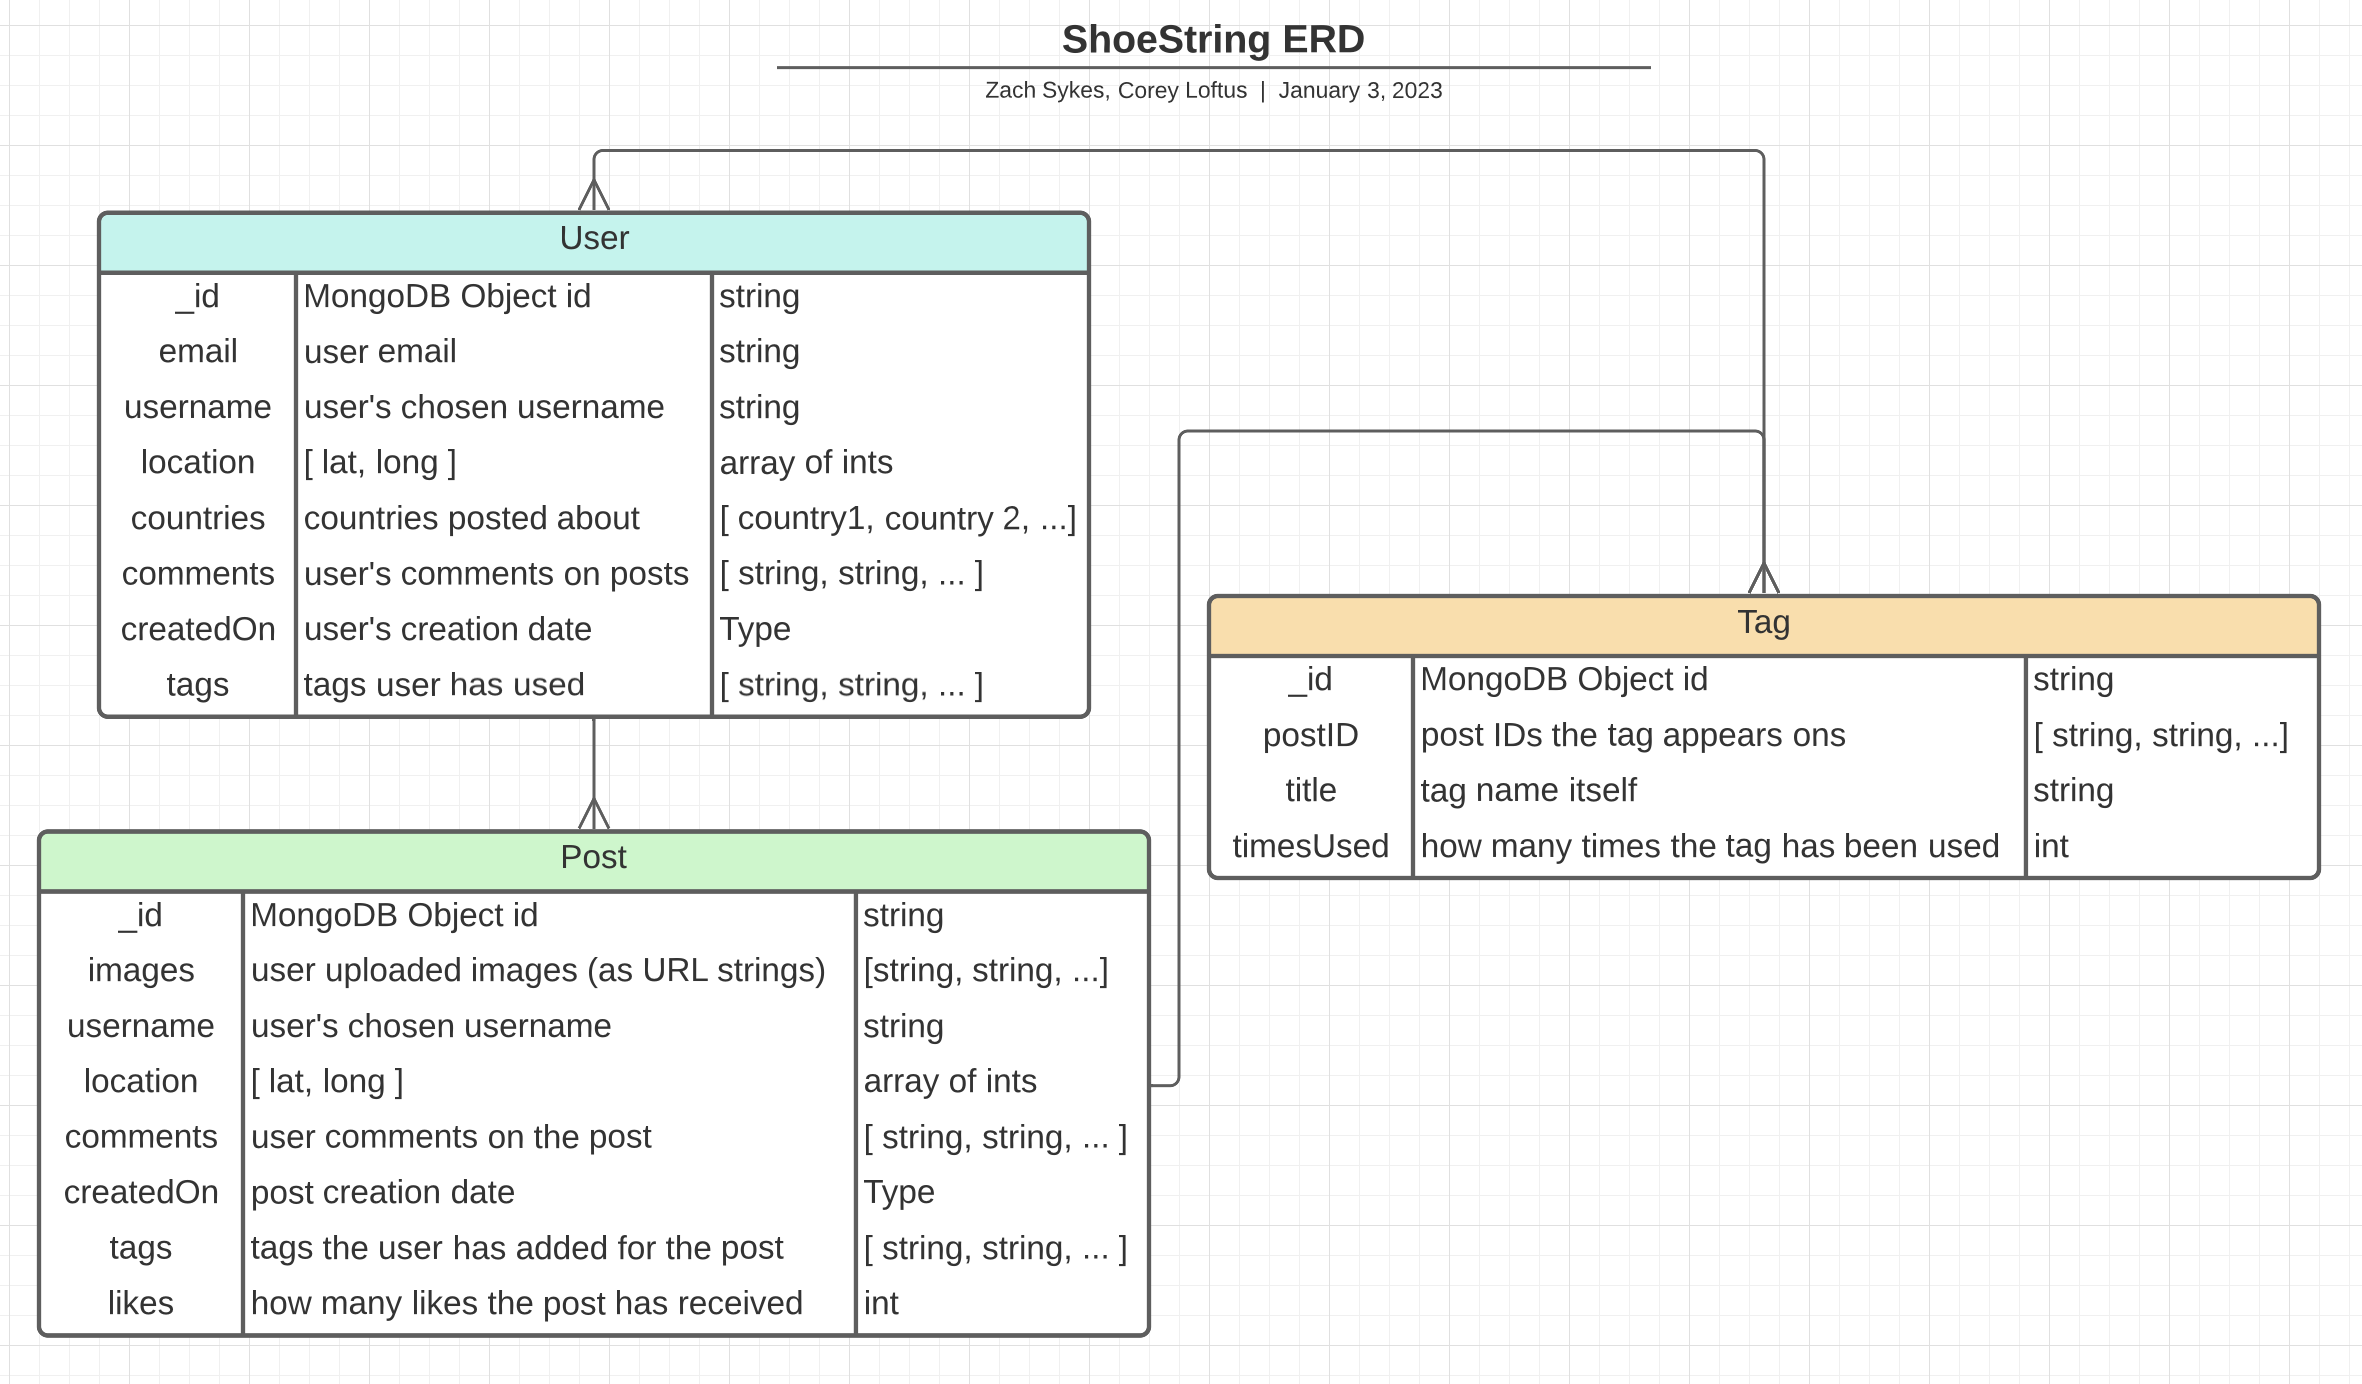 ShoeString ERD
Zach Sykes, Corey Loftus | January 3, 2023
User
_id MongoDB Object id string
email user email string
username user's chosen username string
location [ lat, long ] array of ints
countries countries posted about [ country1, country 2, ...]
comments user's comments on posts [ string, string, ... ]
createdOn user's creation date Type
tags tags user has used [ string, string, ... ]
Tag
_id MongoDB Object id string
postID post IDs the tag appears ons [ string, string, ...]
title tag name itself string
timesUsed how many times the tag has been used int
Post
_id MongoDB Object id string
images user uploaded images (as URL strings) [string, string, ...]
username user's chosen username string
location [ lat, long ] array of ints
comments user comments on the post [ string, string, ... ]
createdOn post creation date Type
tags tags the user has added for the post [ string, string, ... ]
likes how many likes the post has received int